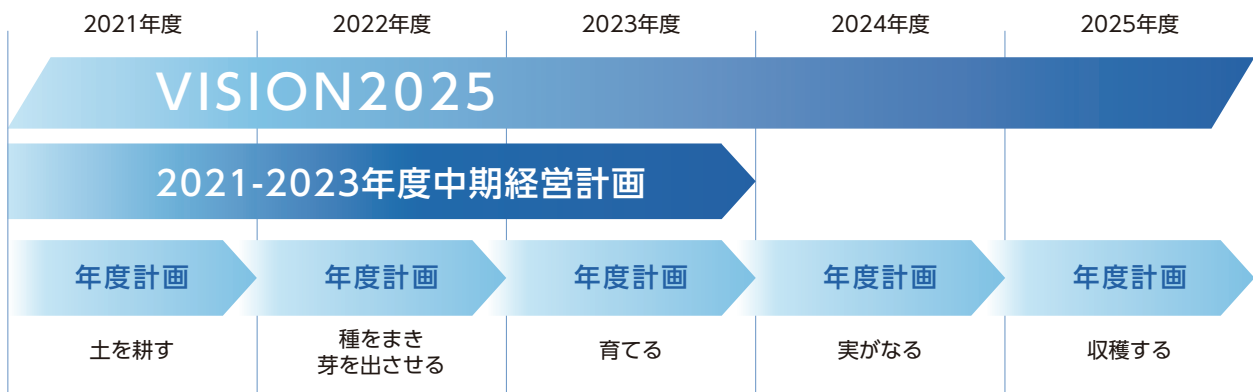 2021年度
2022年度
2023年度
2024年度
2025年度
VISION2025
2021-2023年度中期経営計画
年度計画
年度計画
年度計画
年度計画
年度計画
土を耕す
種をまき
芽を出させる
育てる
実がなる
収穫する